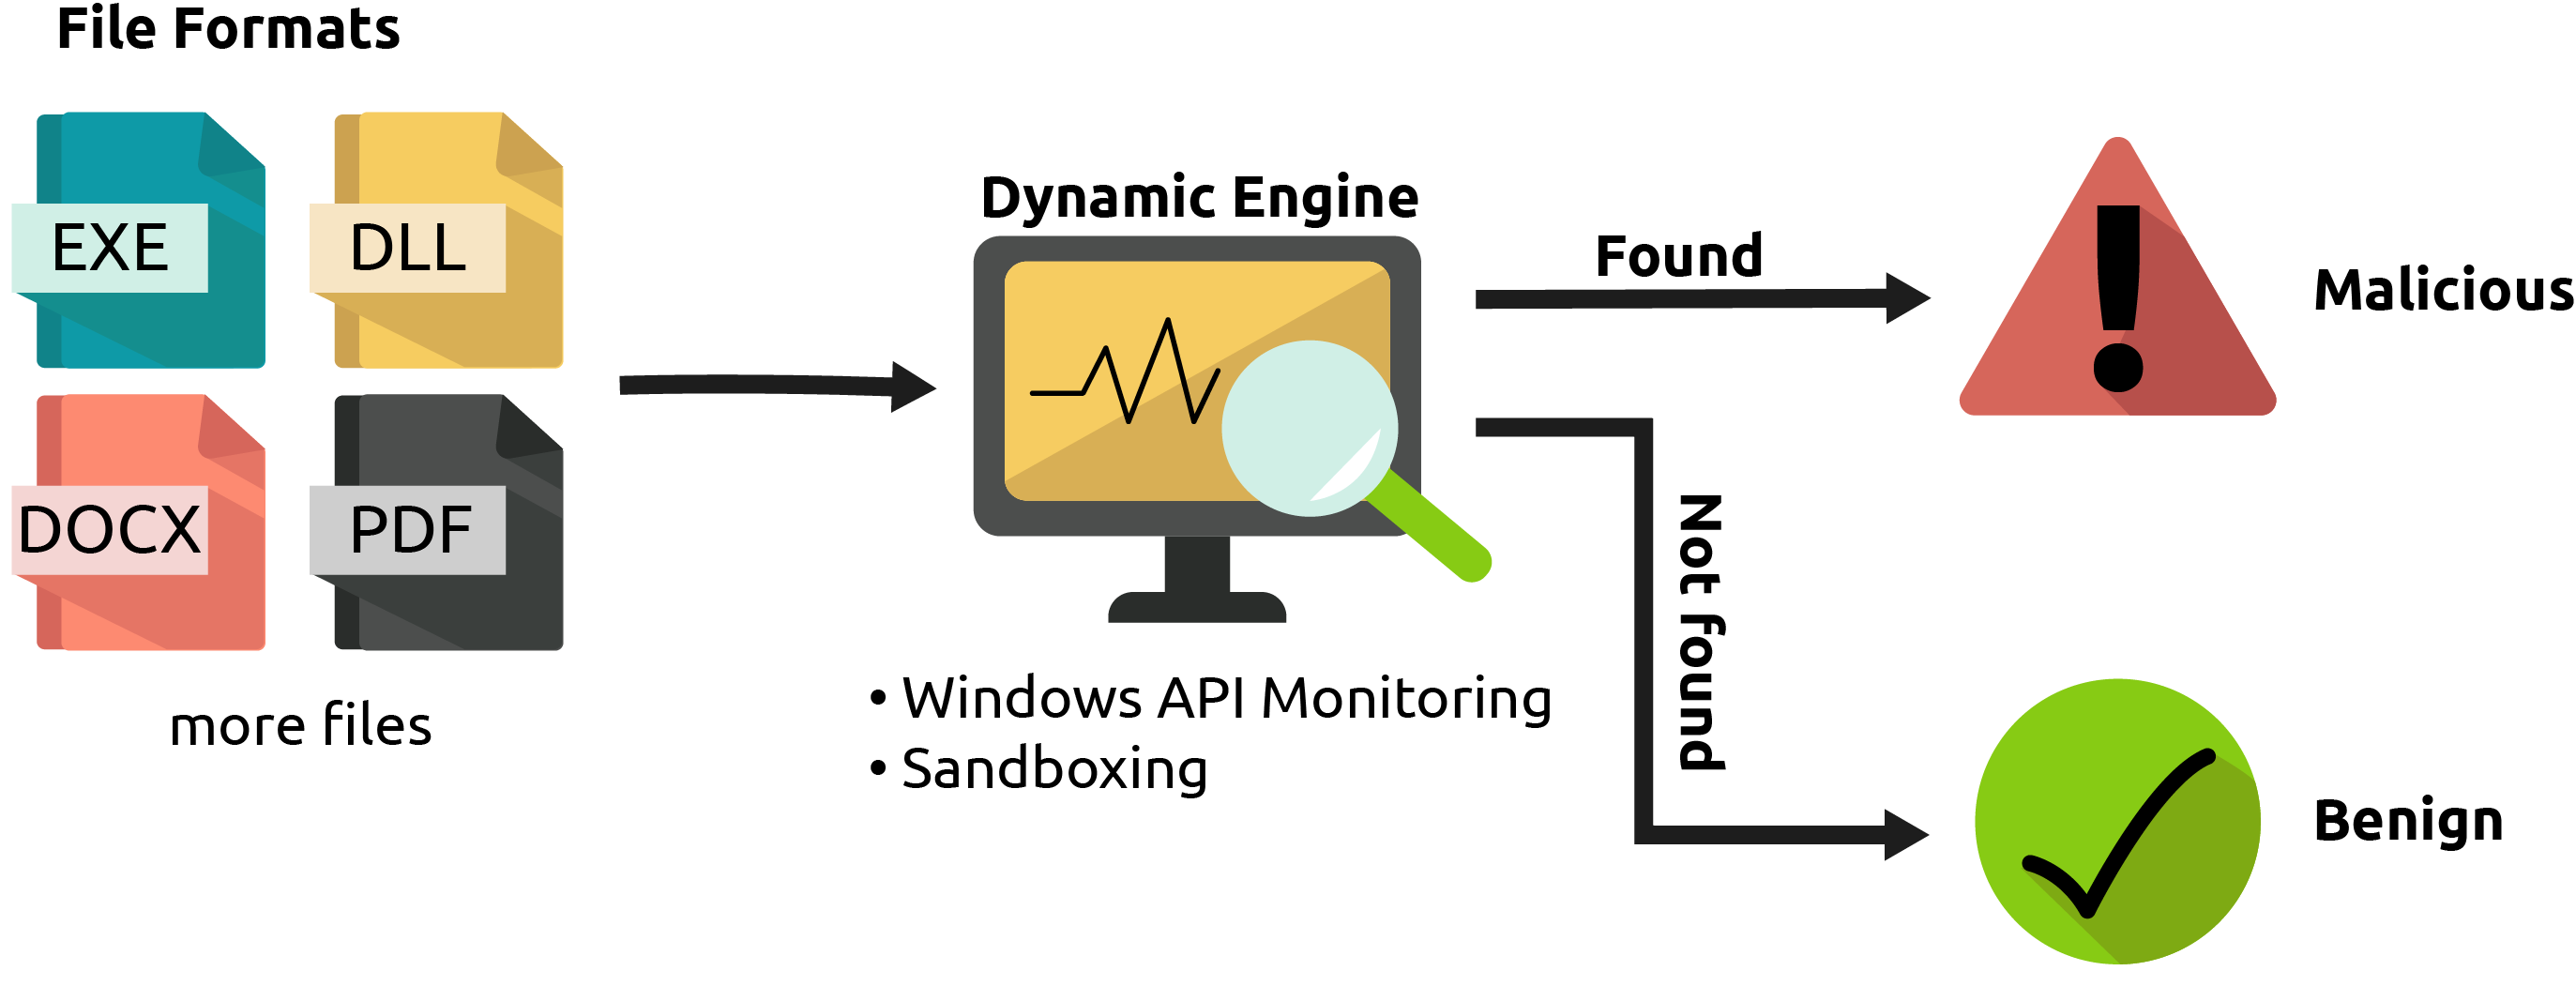 File Formats
EXE
DLL
DOCX
PDF
more files
Dynamic Engine
• Windows API Monitoring
• Sandboxing
Found
Not found
Malicious
Benign